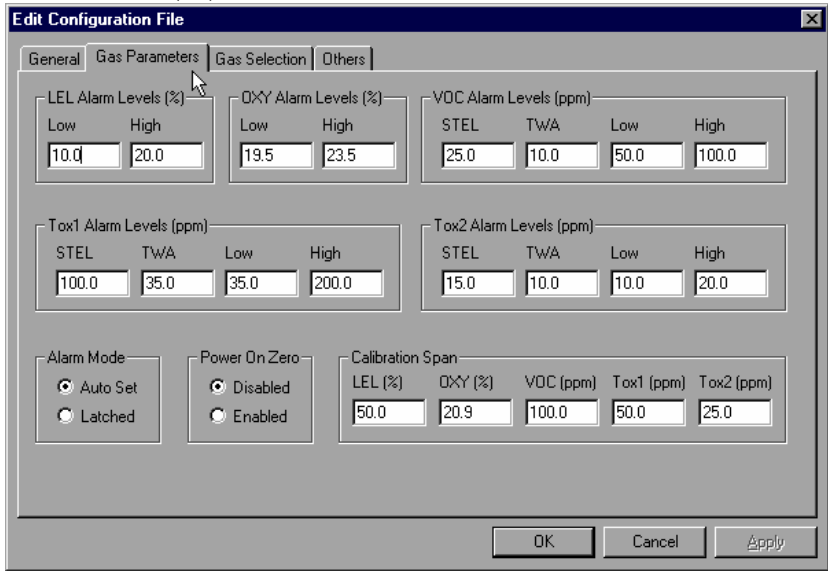 Edit Configuration File
General Gas Parameters Gas Selection Others
LEL Alarm Levels (%) OXY Alarm Levels (%) VOC Alarm Levels (ppm)
Low High Low High STEL TWA Low High
10.0 20.0 19.5 23.5 25.0 10.0 50.0 100.0
Tox1 Alarm Levels (ppm) Tox2 Alarm Levels (ppm)
STEL TWA Low High STEL TWA Low High
100.0 35.0 35.0 200.0 15.0 10.0 10.0 20.0
Alarm Mode Power On Zero Calibration Span
LEL (%) OXY (%) VOC (ppm) Tox1 (ppm) Tox2 (ppm)
Auto Set Disabled
50.0 20.9 100.0 50.0 25.0
Latched Enabled
OK Cancel Apply